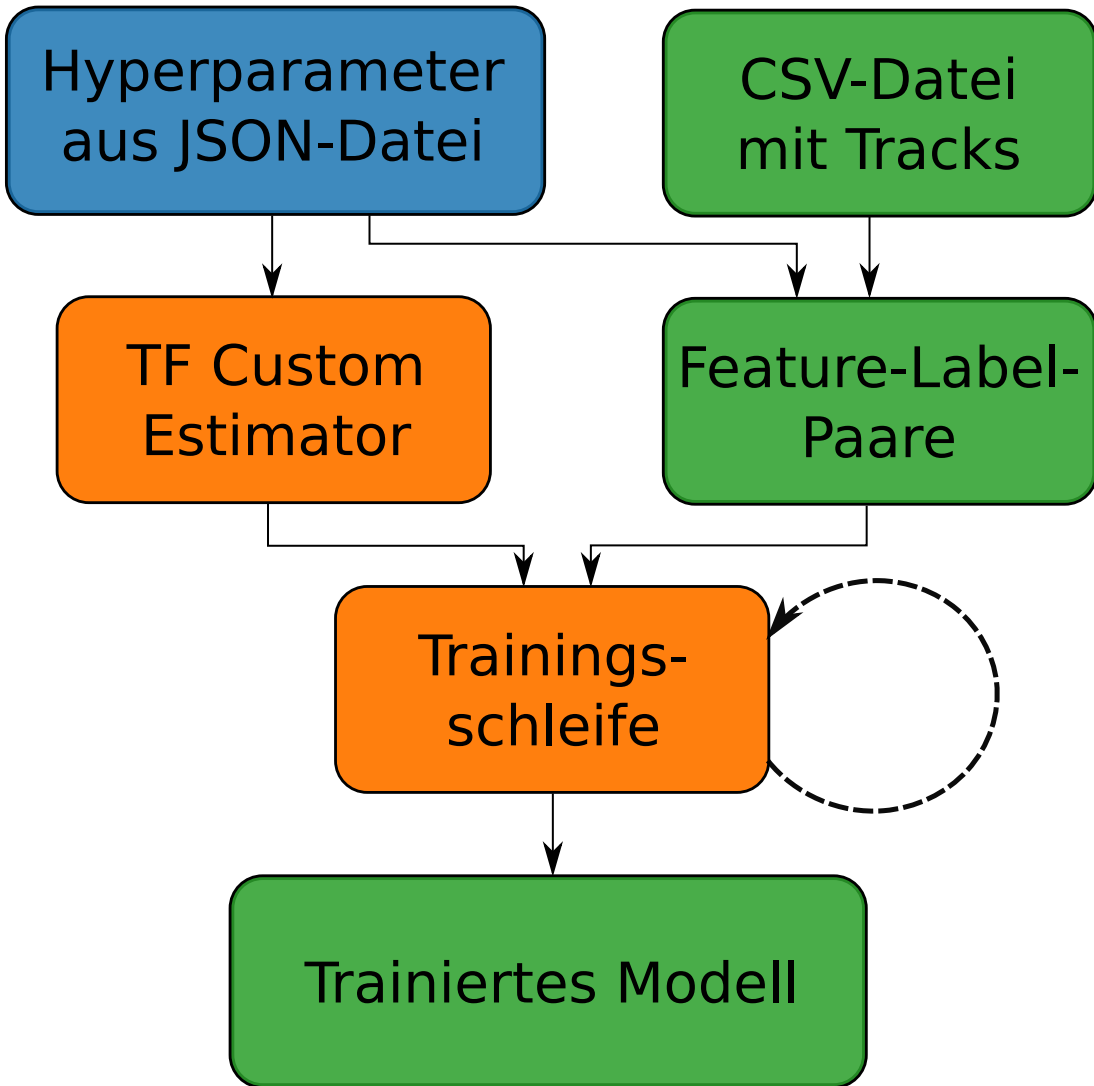 Hyperparameter
aus JSON-Datei
CSV-Datei
mit Tracks
TF Custom
Estimator
Feature-Label-
Paare
Trainings-
schleife
Trainiertes Modell